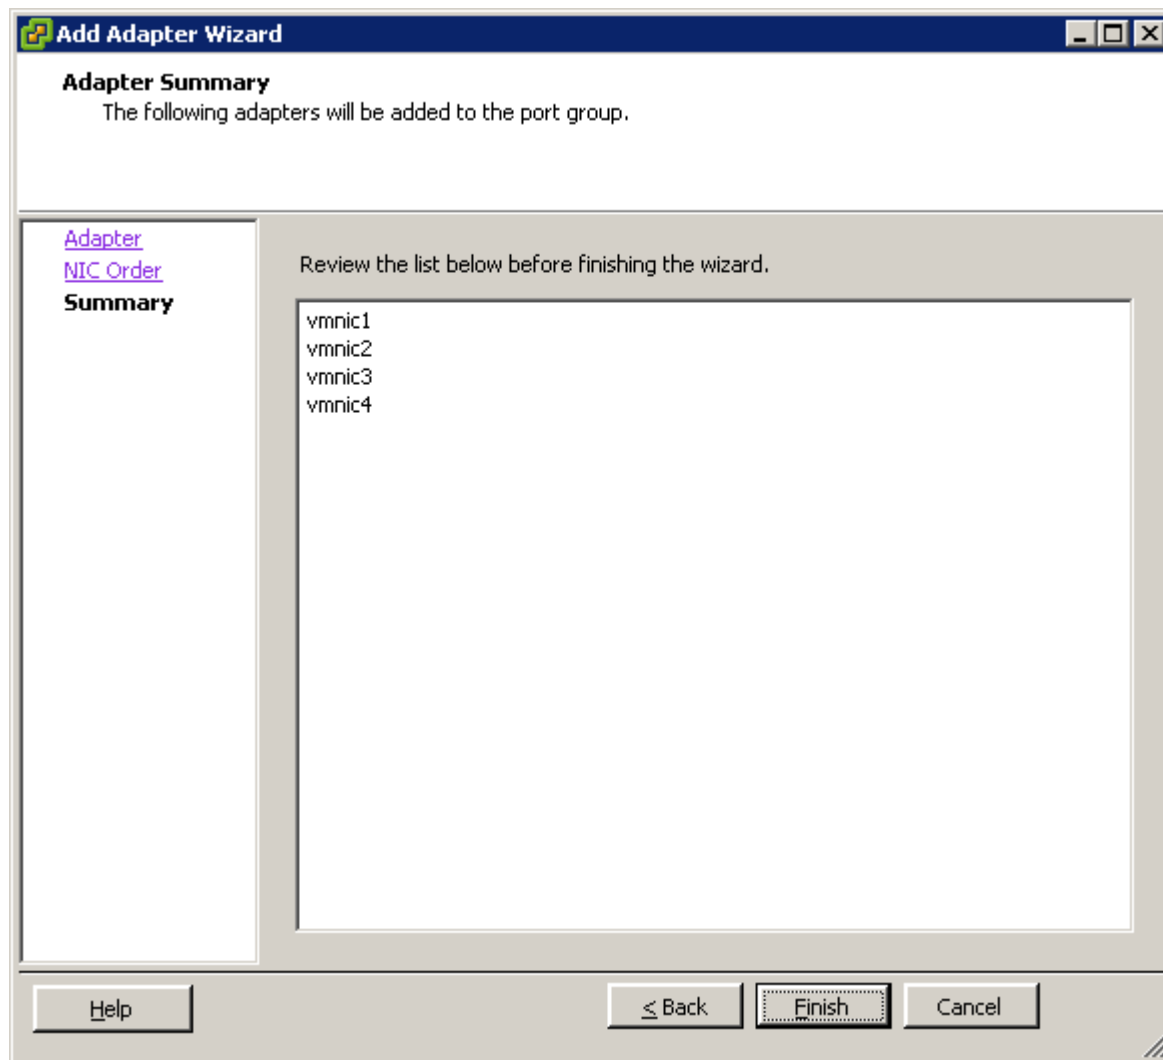 Add Adapter Wizard
Adapter Summary
The following adapters will be added to the port group.
Adapter
NIC Order
Summary
Review the list below before finishing the wizard.
vmnic1
vmnic2
vmnic3
vmnic4
Help
< Back
Finish
Cancel